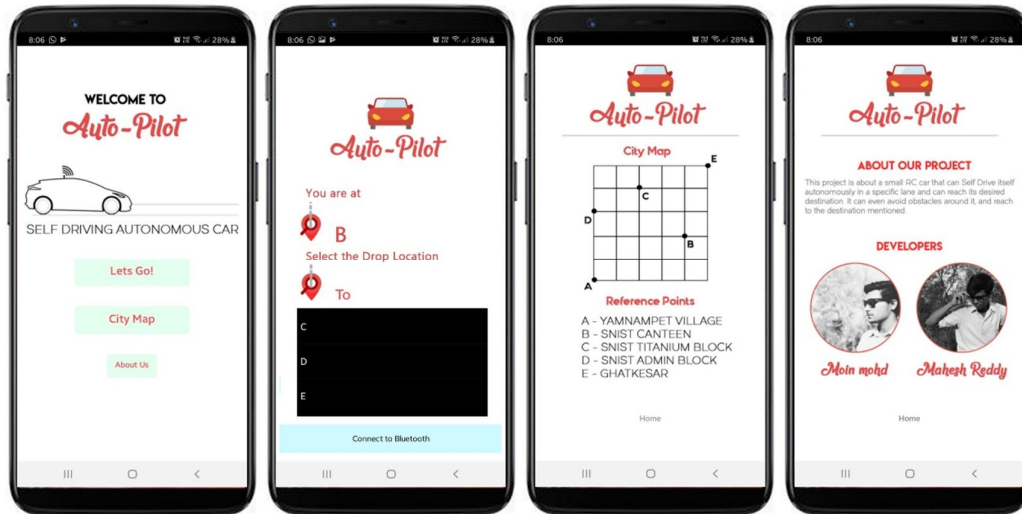 8:06 28%
WELCOME TO
Auto-Pilot
SELF DRIVING AUTONOMOUS CAR
Lets Go!
City Map
About Us
8:06 28%
Auto-Pilot
You are at
B
Select the Drop Location
To
C
D
E
Connect to Bluetooth
8:06 28%
Auto-Pilot
City Map
E
C
D
B
A
Reference Points
A - YAMNAMPET VILLAGE
B - SNIST CANTEEN
C - SNIST TITANIUM BLOCK
D - SNIST ADMIN BLOCK
E - GHATKESAR
Home
8:06 28%
Auto-Pilot
ABOUT OUR PROJECT
This project is about a small RC car that can Self Drive itself
autonomously in a specific lane and can reach its desired
destination. It can even avoid obstacles around it, and reach
to the destination mentioned.
DEVELOPERS
Moin mohd Mahesh Reddy
Home